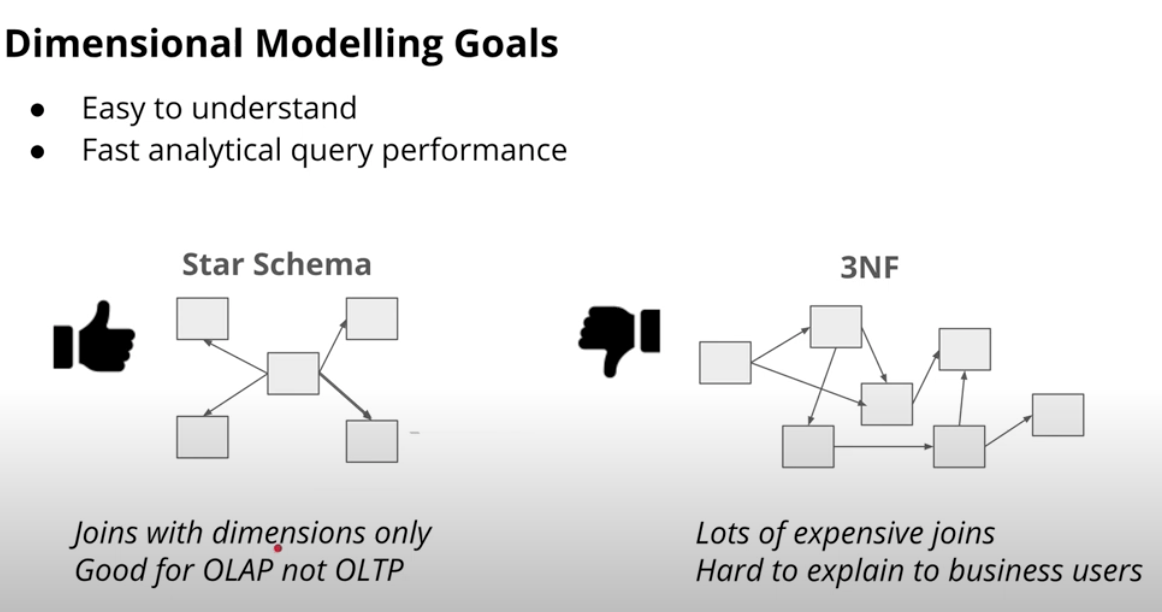 Dimensional Modelling Goals
● Easy to understand
● Fast analytical query performance
Star Schema
3NF
Joins with dimensions only
Good for OLAP not OLTP
Lots of expensive joins
Hard to explain to business users